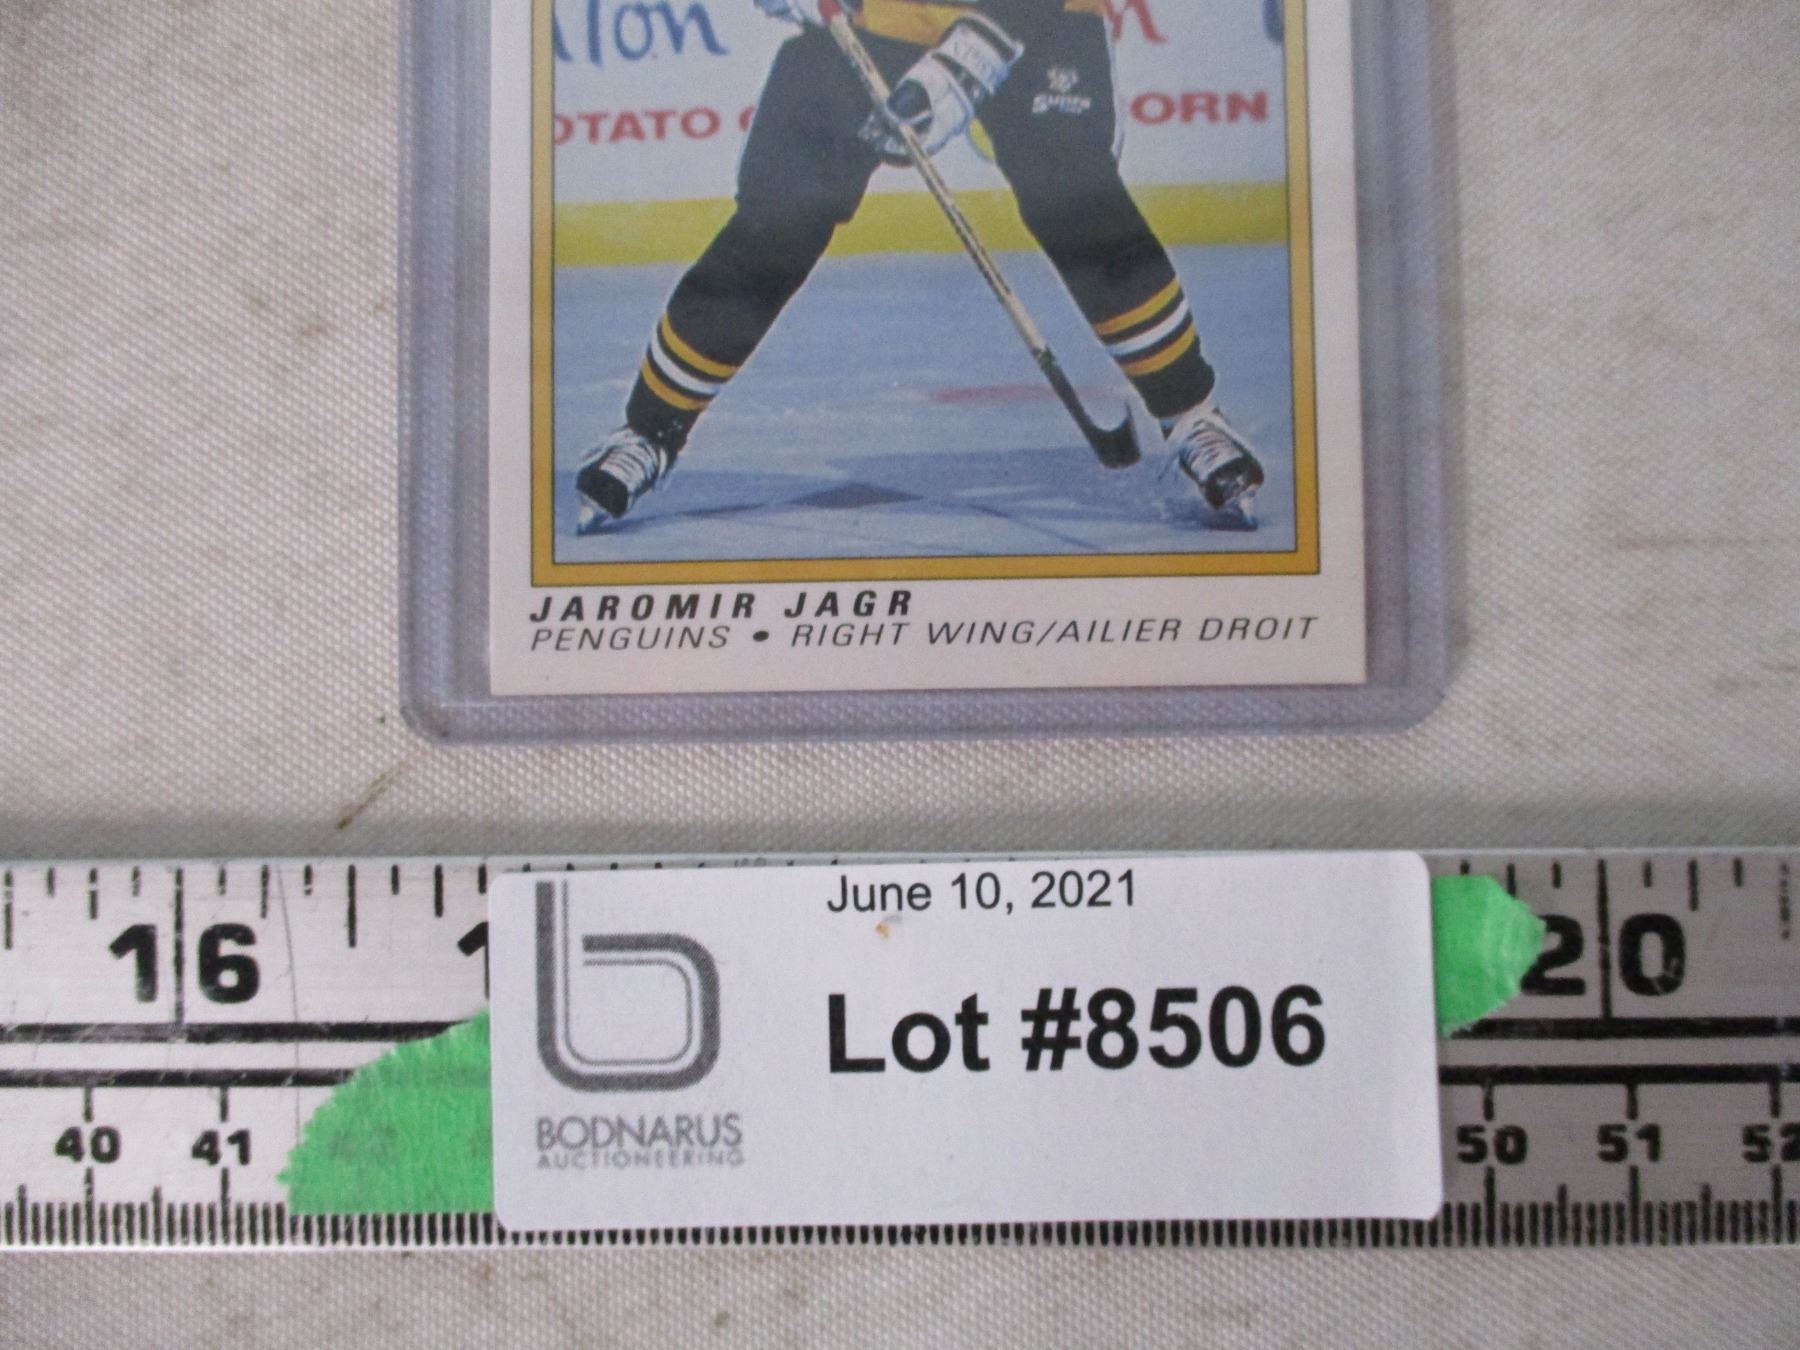 OTATO
ORN
JAROMIR JAGR
PENGUINS • RIGHT WING/AILIER DROIT
June 10, 2021
Lot #8506
BODNARUS
AUCTIONEERING
16 20
40 41 50 51 52